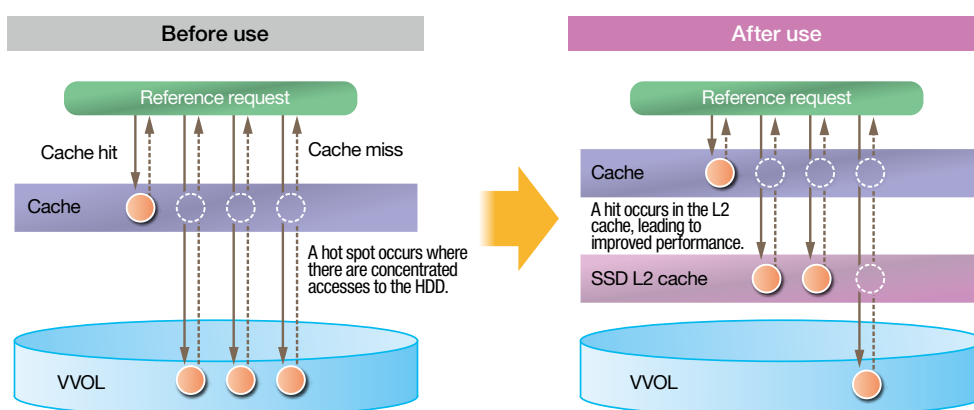 Before use
Reference request
Cache hit
Cache miss
Cache
A hot spot occurs where
there are concentrated
accesses to the HDD.
VVOL
After use
Reference request
Cache
A hit occurs in the L2
cache, leading to
improved performance.
SSD L2 cache
VVOL